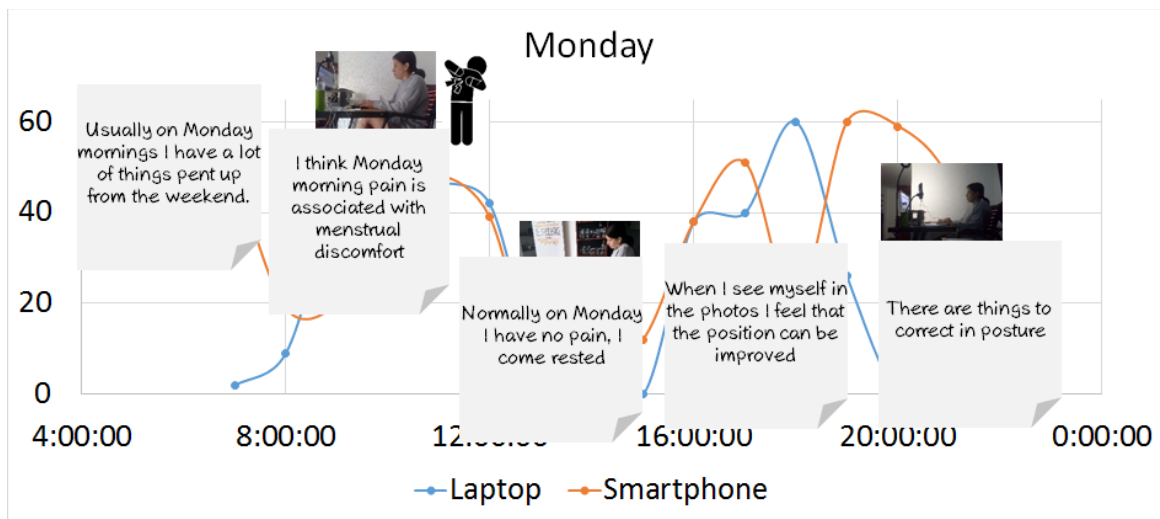 Monday
60
40
20
0
Usually on Monday
mornings I have a lot
of things pent up
from the weekend.
I think Monday
morning pain is
associated with
menstrual
discomfort
Normally on Monday
I have no pain, I
come rested
When I see myself in
the photos I feel that
the position can be
improved
There are things to
correct in posture
4:00:00 8:00:00 12:00:00 16:00:00 20:00:00 0:00:00
Laptop Smartphone